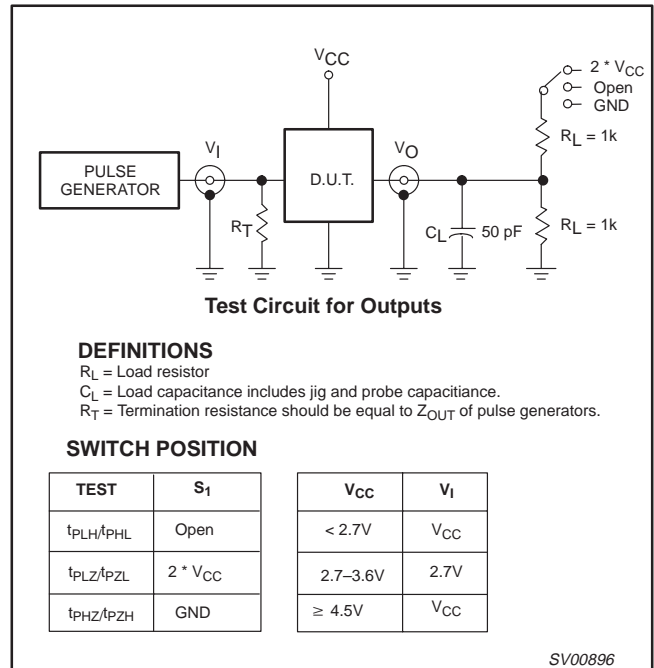 VCC
2 * VCC
Open
GND
RL = 1k
VI
VO
PULSE
GENERATOR
D.U.T.
RT
CL
50 pF
RL = 1k
Test Circuit for Outputs
DEFINITIONS
RL = Load resistor
CL = Load capacitance includes jig and probe capacitiance.
RT = Termination resistance should be equal to ZOUT of pulse generators.
SWITCH POSITION
TEST S1
tPLH/tPHL Open
tPLZ/tPZL 2 * VCC
tPHZ/tPZH GND
VCC VI
< 2.7V VCC
2.7–3.6V 2.7V
≥ 4.5V VCC
SV00896